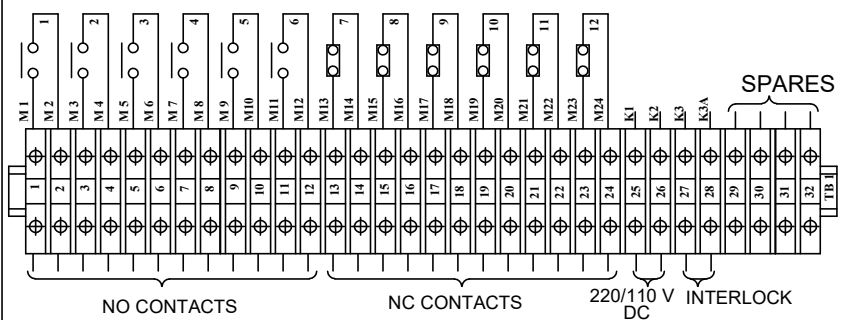 1 2 3 4 5 6 7 8 9 10 11 12
M1 M2 M3 M4 M5 M6 M7 M8 M9 M10 M11 M12 M13 M14 M15 M16 M17 M18 M19 M20 M21 M22 M23 M24 K1 K2 K3 K3A
SPARES
1 2 3 4 5 6 7 8 9 10 11 12 13 14 15 16 17 18 19 20 21 22 23 24 25 26 27 28 29 30 31 32 TB 1
NO CONTACTS
NC CONTACTS
220/110 V
DC
INTERLOCK